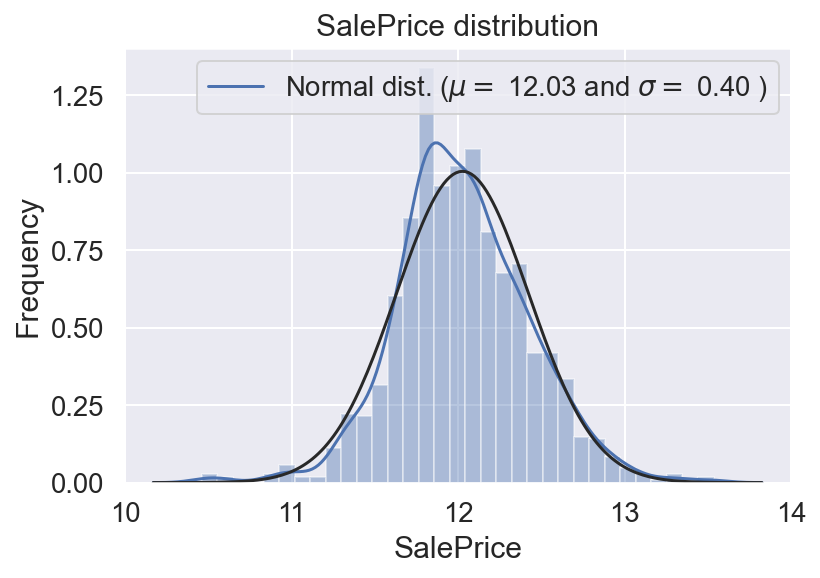 SalePrice distribution
Normal dist. (μ = 12.03 and σ = 0.40 )
1.25
1.00
0.75
0.50
0.25
0.00
Frequency
10 11 12 13 14
SalePrice